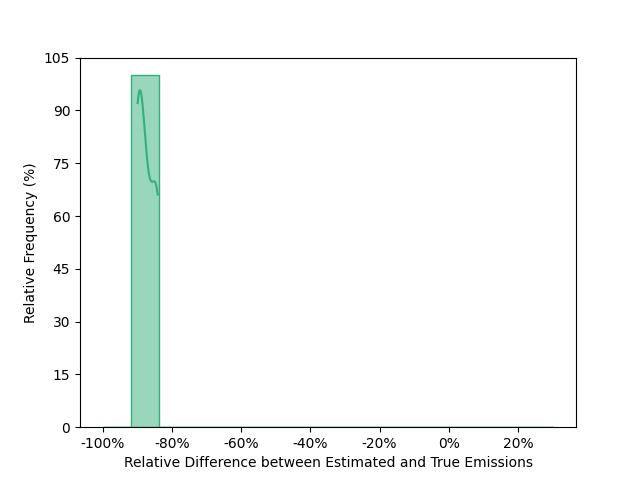 105
90
75
60
45
30
15
0
Relative Frequency (%)
-100% -80% -60% -40% -20% 0% 20%
Relative Difference between Estimated and True Emissions